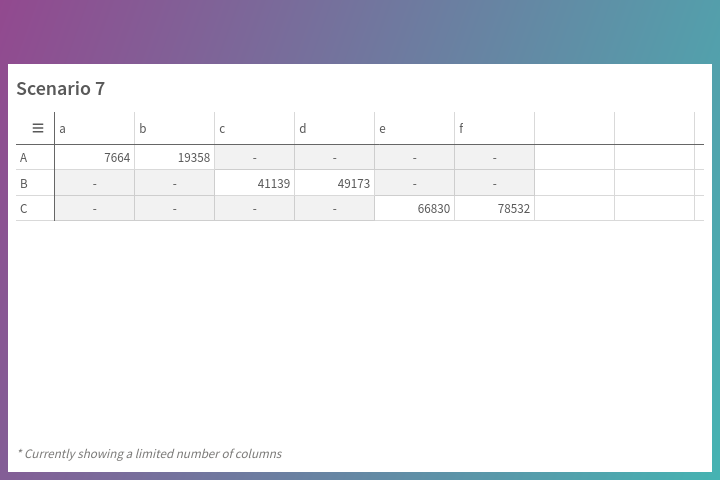 Scenario 7
☰ a b c d e f
A 7664 19358 - - - -
B - - 41139 49173 - -
C - - - - 66830 78532
* Currently showing a limited number of columns